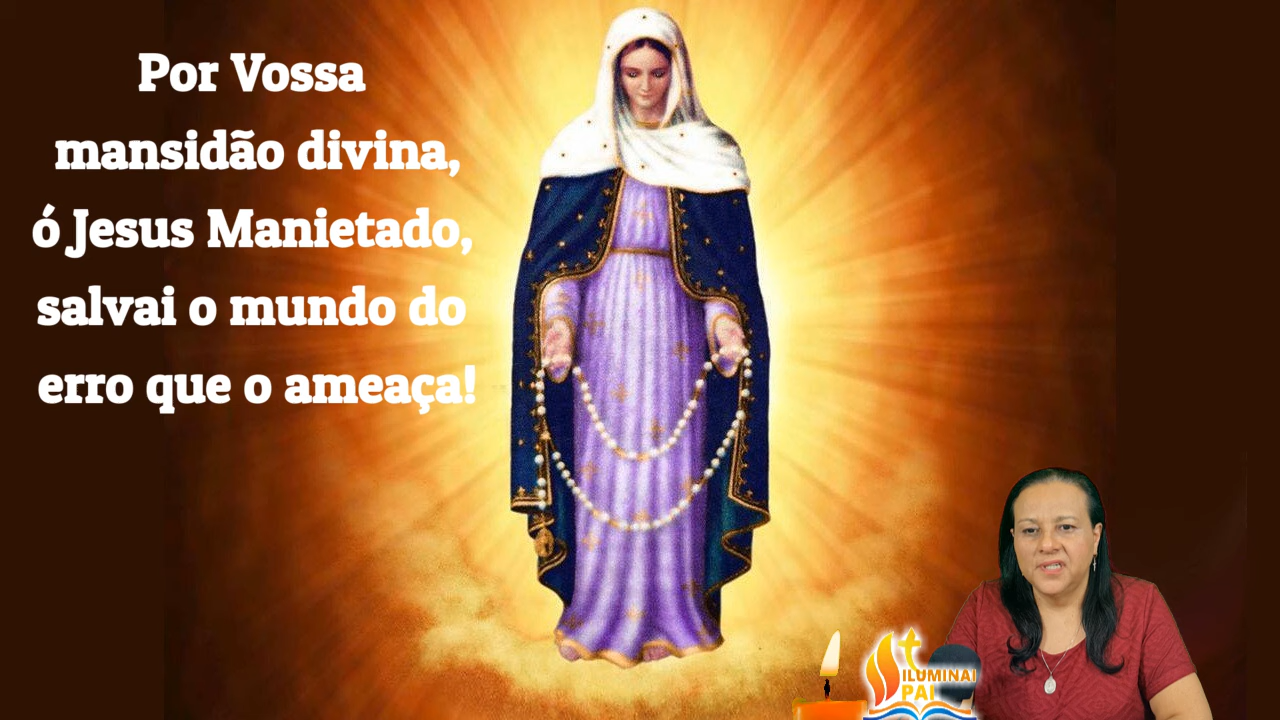 Por Vossa
mansidão divina,
ó Jesus Manietado,
salvai o mundo do
erro que o ameaça!
ILUMINAI
PAI